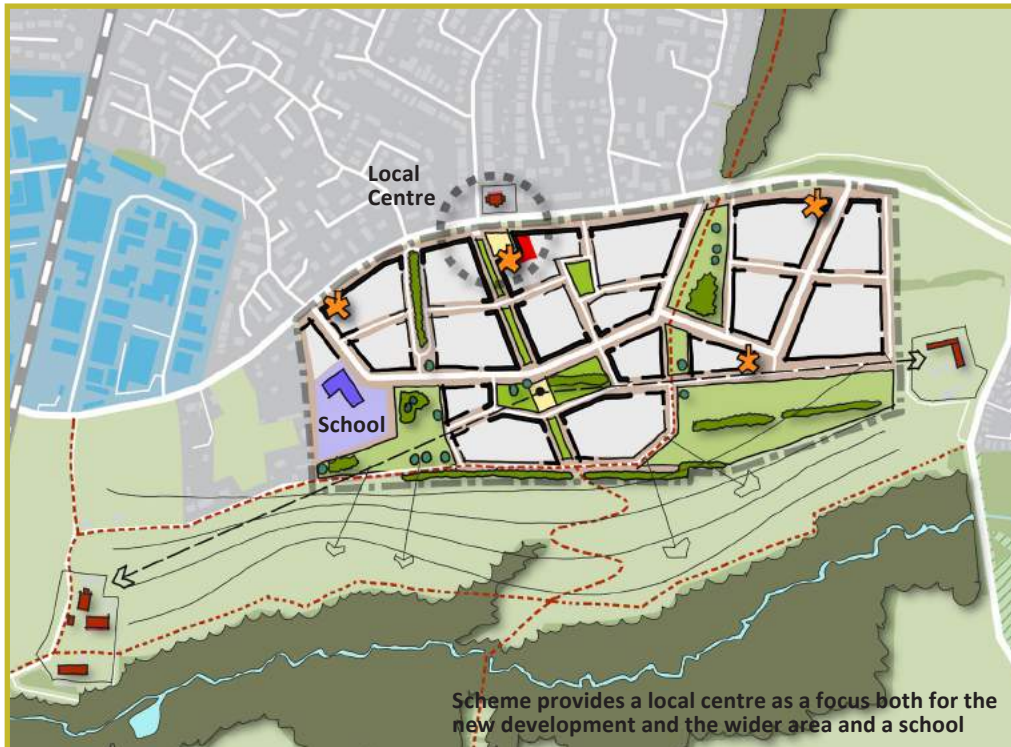 Local
Centre
School
Scheme provides a local centre as a focus both for the
new development and the wider area and a school